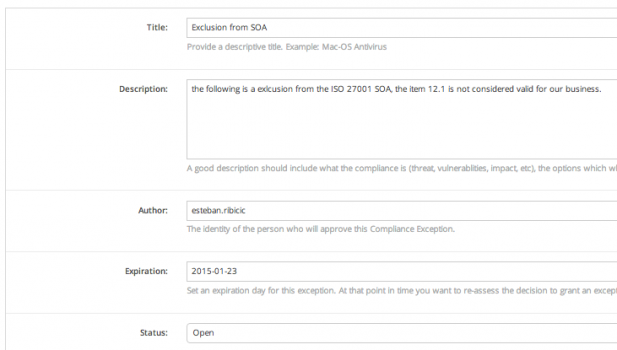 Title: Exclusion from SOA
Provide a descriptive title. Example: Mac-OS Antivirus
Description: the following is a exlcusion from the ISO 27001 SOA, the item 12.1 is not considered valid for our business.
A good description should include what the compliance is (threat, vulnerablities, impact, etc), the options which
Author: esteban.ribicic
The identity of the person who will approve this Compliance Exception.
Expiration: 2015-01-23
Set an expiration day for this exception. At that point in time you want to re-assess the decision to grant an
Status: Open